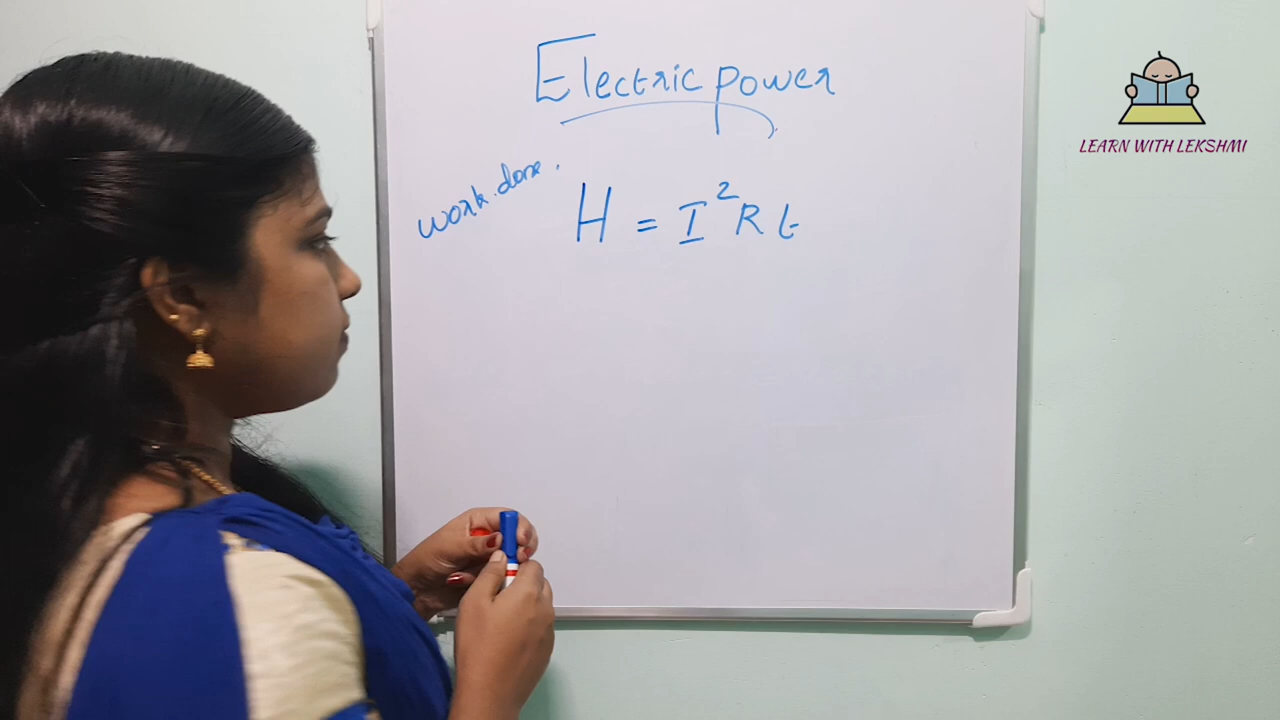 Electric power
work.done.
H = I²Rt
LEARN WITH LEKSHMI